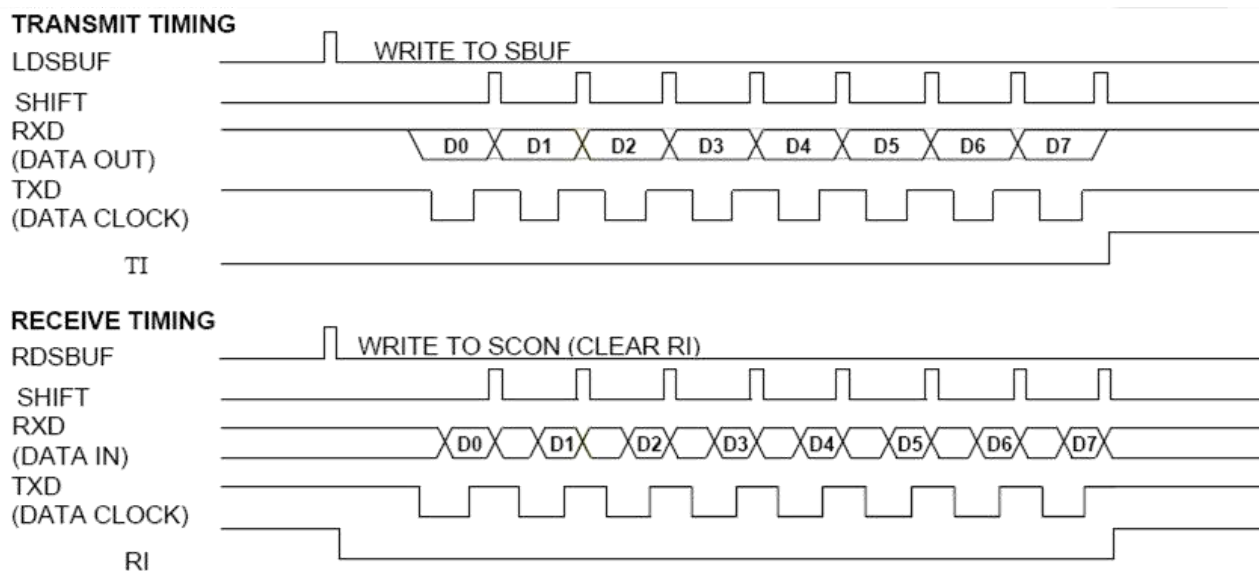 TRANSMIT TIMING
LDSBUF
WRITE TO SBUF
SHIFT
RXD
(DATA OUT)
D0 D1 D2 D3 D4 D5 D6 D7
TXD
(DATA CLOCK)
TI
RECEIVE TIMING
RDSBUF
WRITE TO SCON (CLEAR RI)
SHIFT
RXD
(DATA IN)
D0 D1 D2 D3 D4 D5 D6 D7
TXD
(DATA CLOCK)
RI